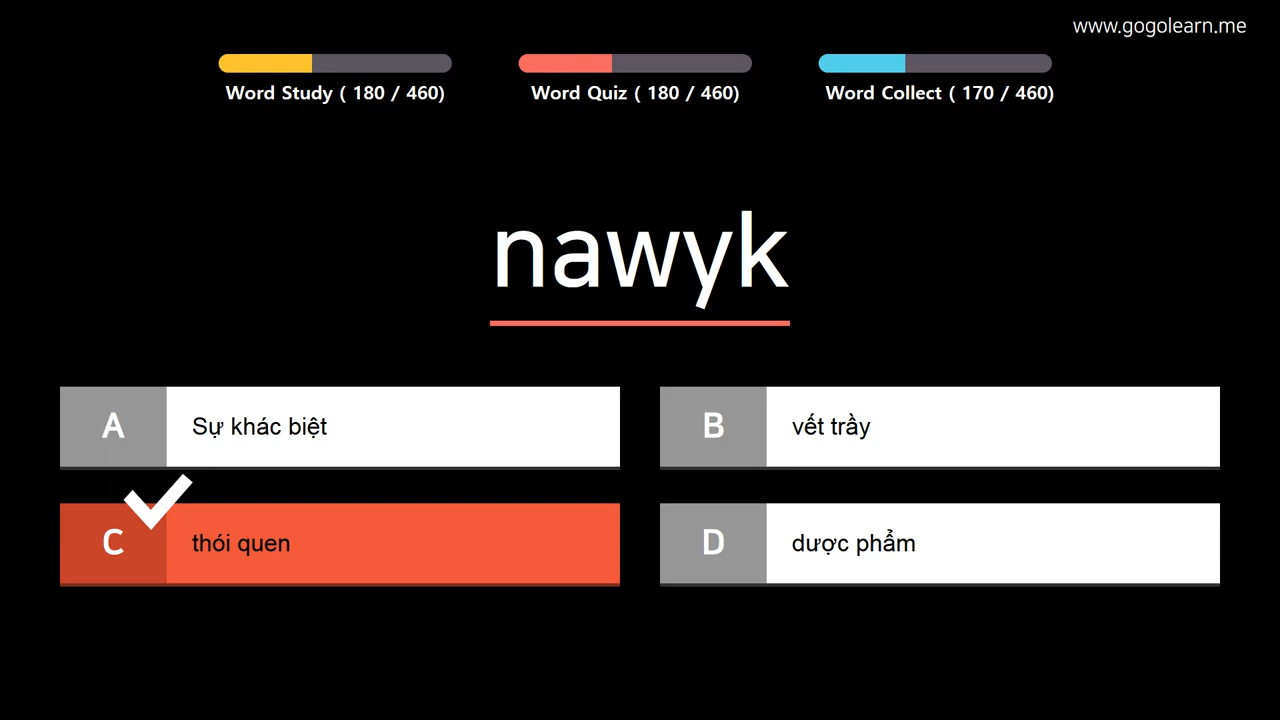 www.gogolearn.me
Word Study ( 180 / 460)
Word Quiz ( 180 / 460)
Word Collect ( 170 / 460)
nawyk
A
Sự khác biệt
B
vết trầy
C
thói quen
D
dược phẩm